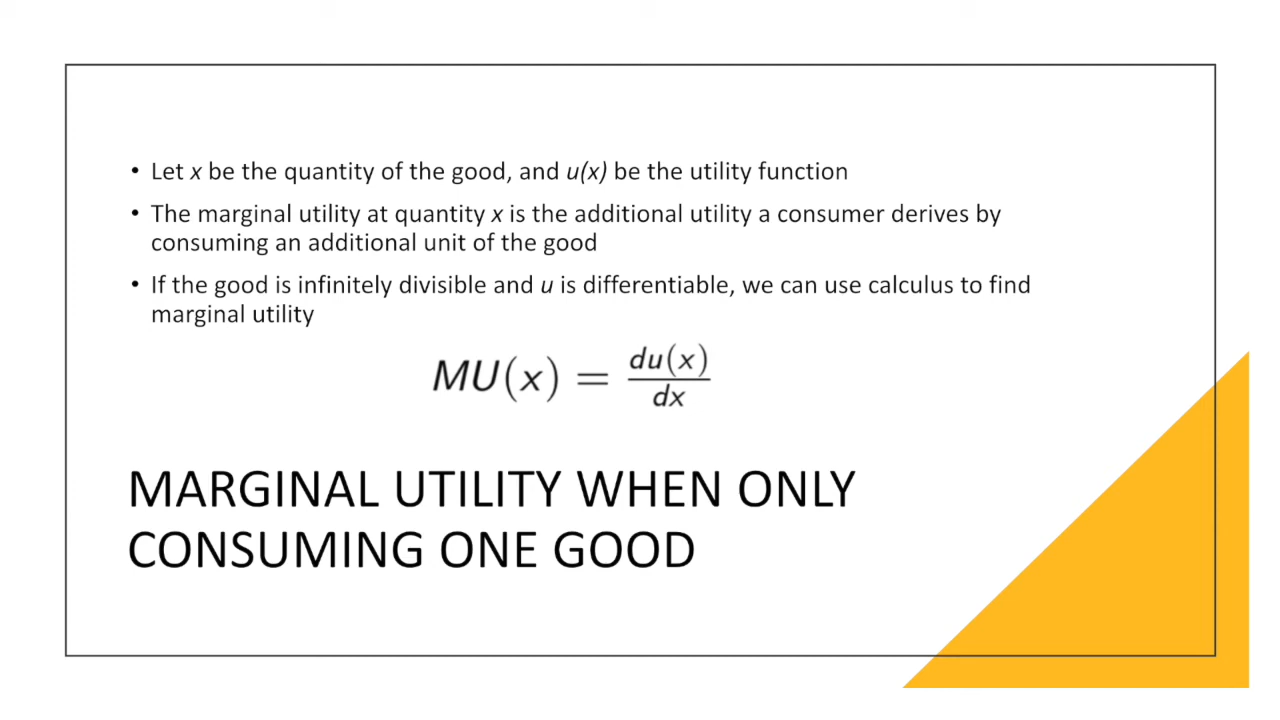 • Let x be the quantity of the good, and u(x) be the utility function
• The marginal utility at quantity x is the additional utility a consumer derives by
consuming an additional unit of the good
• If the good is infinitely divisible and u is differentiable, we can use calculus to find
marginal utility
MU(x) = du(x)/dx
MARGINAL UTILITY WHEN ONLY
CONSUMING ONE GOOD